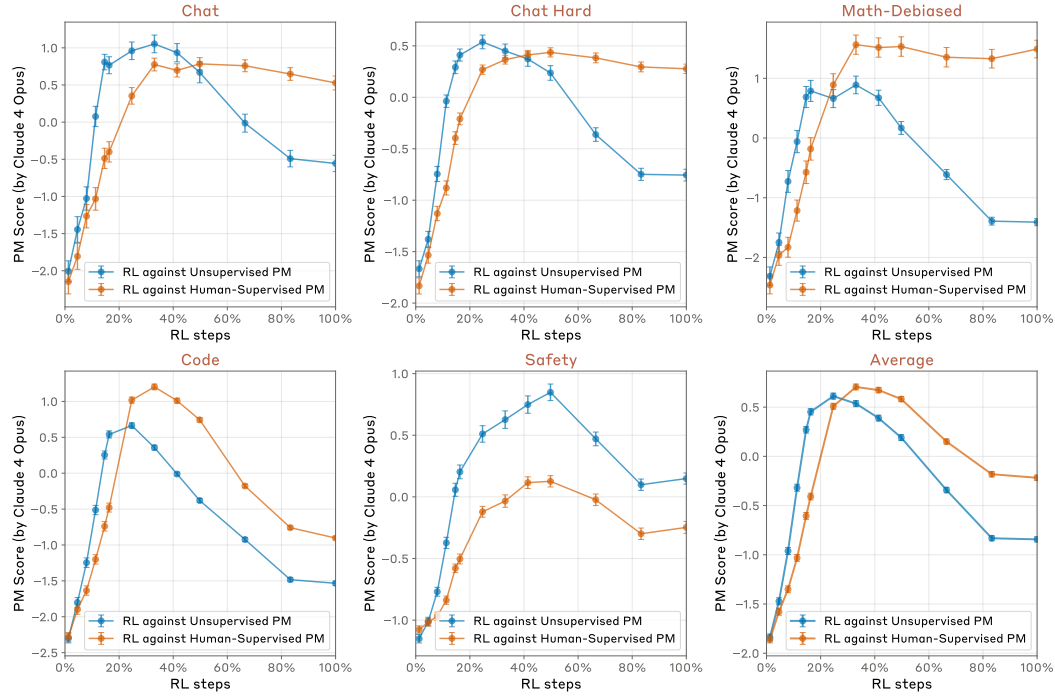 Chat
PM Score (by Claude 4 Opus)
1.0
0.5
0.0
−0.5
−1.0
−1.5
−2.0
RL against Unsupervised PM
RL against Human-Supervised PM
0% 20% 40% 60% 80% 100%
RL steps
Chat Hard
PM Score (by Claude 4 Opus)
0.5
0.0
−0.5
−1.0
−1.5
−2.0
RL against Unsupervised PM
RL against Human-Supervised PM
0% 20% 40% 60% 80% 100%
RL steps
Math-Debiased
PM Score (by Claude 4 Opus)
1
0
−1
−2
RL against Unsupervised PM
RL against Human-Supervised PM
0% 20% 40% 60% 80% 100%
RL steps
Code
PM Score (by Claude 4 Opus)
1.0
0.5
0.0
−0.5
−1.0
−1.5
−2.0
−2.5
RL against Unsupervised PM
RL against Human-Supervised PM
0% 20% 40% 60% 80% 100%
RL steps
Safety
PM Score (by Claude 4 Opus)
1.0
0.5
0.0
−0.5
−1.0
RL against Unsupervised PM
RL against Human-Supervised PM
0% 20% 40% 60% 80% 100%
RL steps
Average
PM Score (by Claude 4 Opus)
0.5
0.0
−0.5
−1.0
−1.5
−2.0
RL against Unsupervised PM
RL against Human-Supervised PM
0% 20% 40% 60% 80% 100%
RL steps